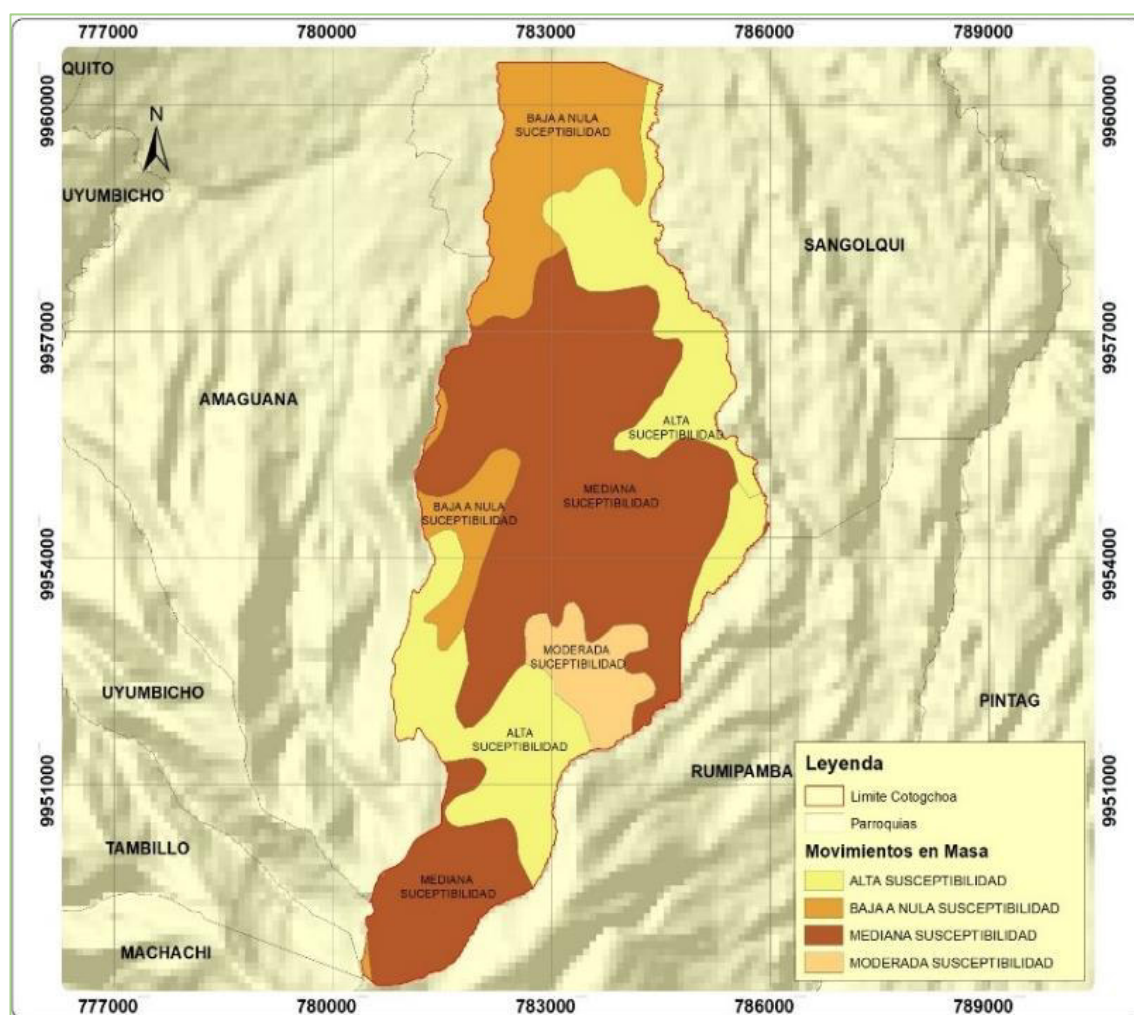 777000 780000 783000 786000 789000
QUITO
N
9960000
9960000
BAJA A NULA
SUCEPTIBILIDAD
UYUMBICHO
SANGOLQUI
9957000
9957000
AMAGUANA
ALTA
SUCEPTIBILIDAD
MEDIANA
SUCEPTIBILIDAD
BAJA A NULA
SUCEPTIBILIDAD
9954000
9954000
MODERADA
SUCEPTIBILIDAD
UYUMBICHO
PINTAG
ALTA
SUCEPTIBILIDAD
RUMIPAMBA
9951000
9951000
TAMBILLO
MEDIANA
SUCEPTIBILIDAD
MACHACHI
Leyenda
Limite Cotogchoa
Parroquias
Movimientos en Masa
ALTA SUSCEPTIBILIDAD
BAJA A NULA SUSCEPTIBILIDAD
MEDIANA SUSCEPTIBILIDAD
MODERADA SUSCEPTIBILIDAD
777000 780000 783000 786000 789000